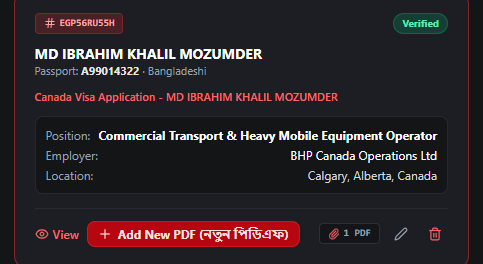 # EGP56RU55H
Verified
MD IBRAHIM KHALIL MOZUMDER
Passport: A99014322 · Bangladeshi
Canada Visa Application - MD IBRAHIM KHALIL MOZUMDER
Position: Commercial Transport & Heavy Mobile Equipment Operator
Employer: BHP Canada Operations Ltd
Location: Calgary, Alberta, Canada
View + Add New PDF (নতুন পিডিএফ) 1 PDF